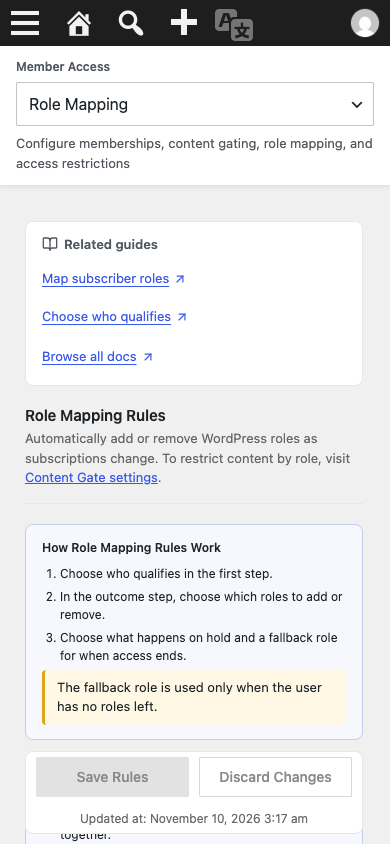 A 文
Member Access
Role Mapping
Configure memberships, content gating, role mapping, and
access restrictions
Related guides
Map subscriber roles ↗
Choose who qualifies ↗
Browse all docs ↗
Role Mapping Rules
Automatically add or remove WordPress roles as
subscriptions change. To restrict content by role, visit
Content Gate settings.
How Role Mapping Rules Work
1. Choose who qualifies in the first step.
2. In the outcome step, choose which roles to add or
remove.
3. Choose what happens on hold and a fallback role
for when access ends.
The fallback role is used only when the user
has no roles left.
Save Rules
Discard Changes
Updated at: November 10, 2026 3:17 am
together.